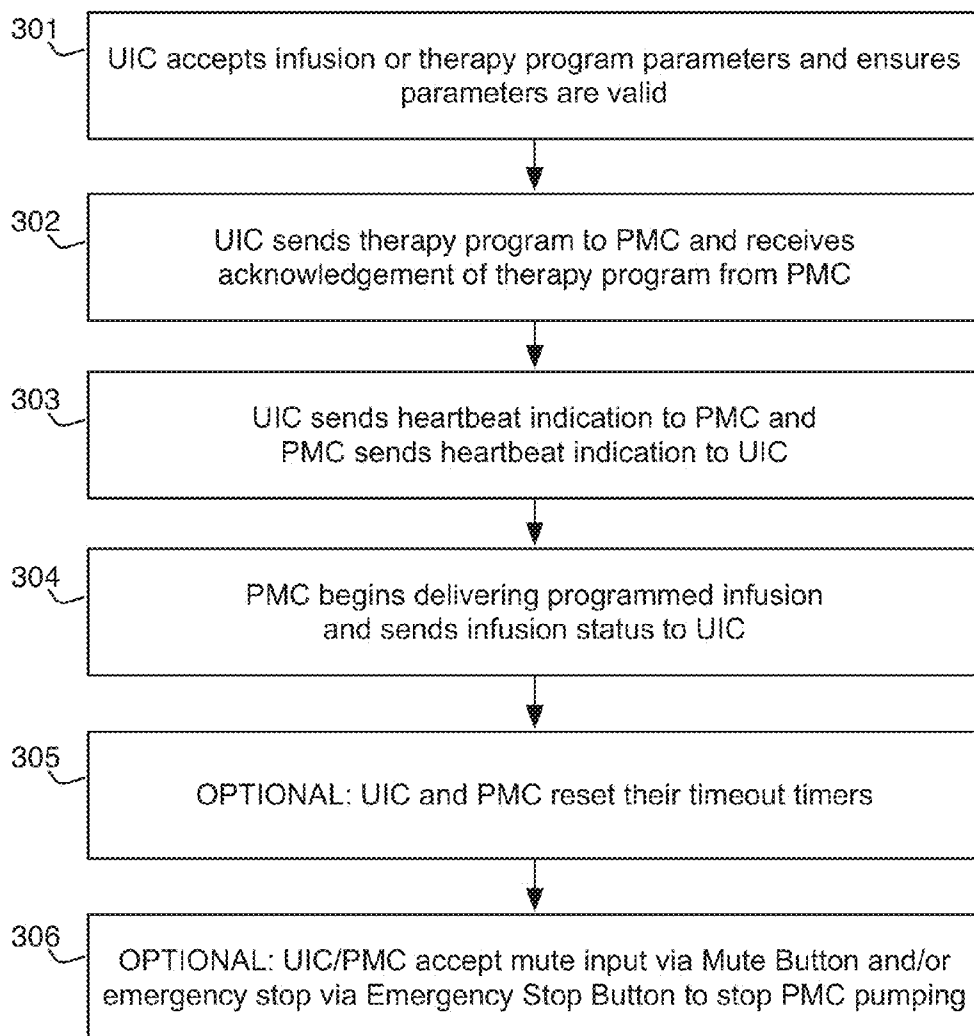 301
UIC accepts infusion or therapy program parameters and ensures
parameters are valid
302
UIC sends therapy program to PMC and receives
acknowledgement of therapy program from PMC
303
UIC sends heartbeat indication to PMC and
PMC sends heartbeat indication to UIC
304
PMC begins delivering programmed infusion
and sends infusion status to UIC
305
OPTIONAL: UIC and PMC reset their timeout timers
306
OPTIONAL: UIC/PMC accept mute input via Mute Button and/or
emergency stop via Emergency Stop Button to stop PMC pumping